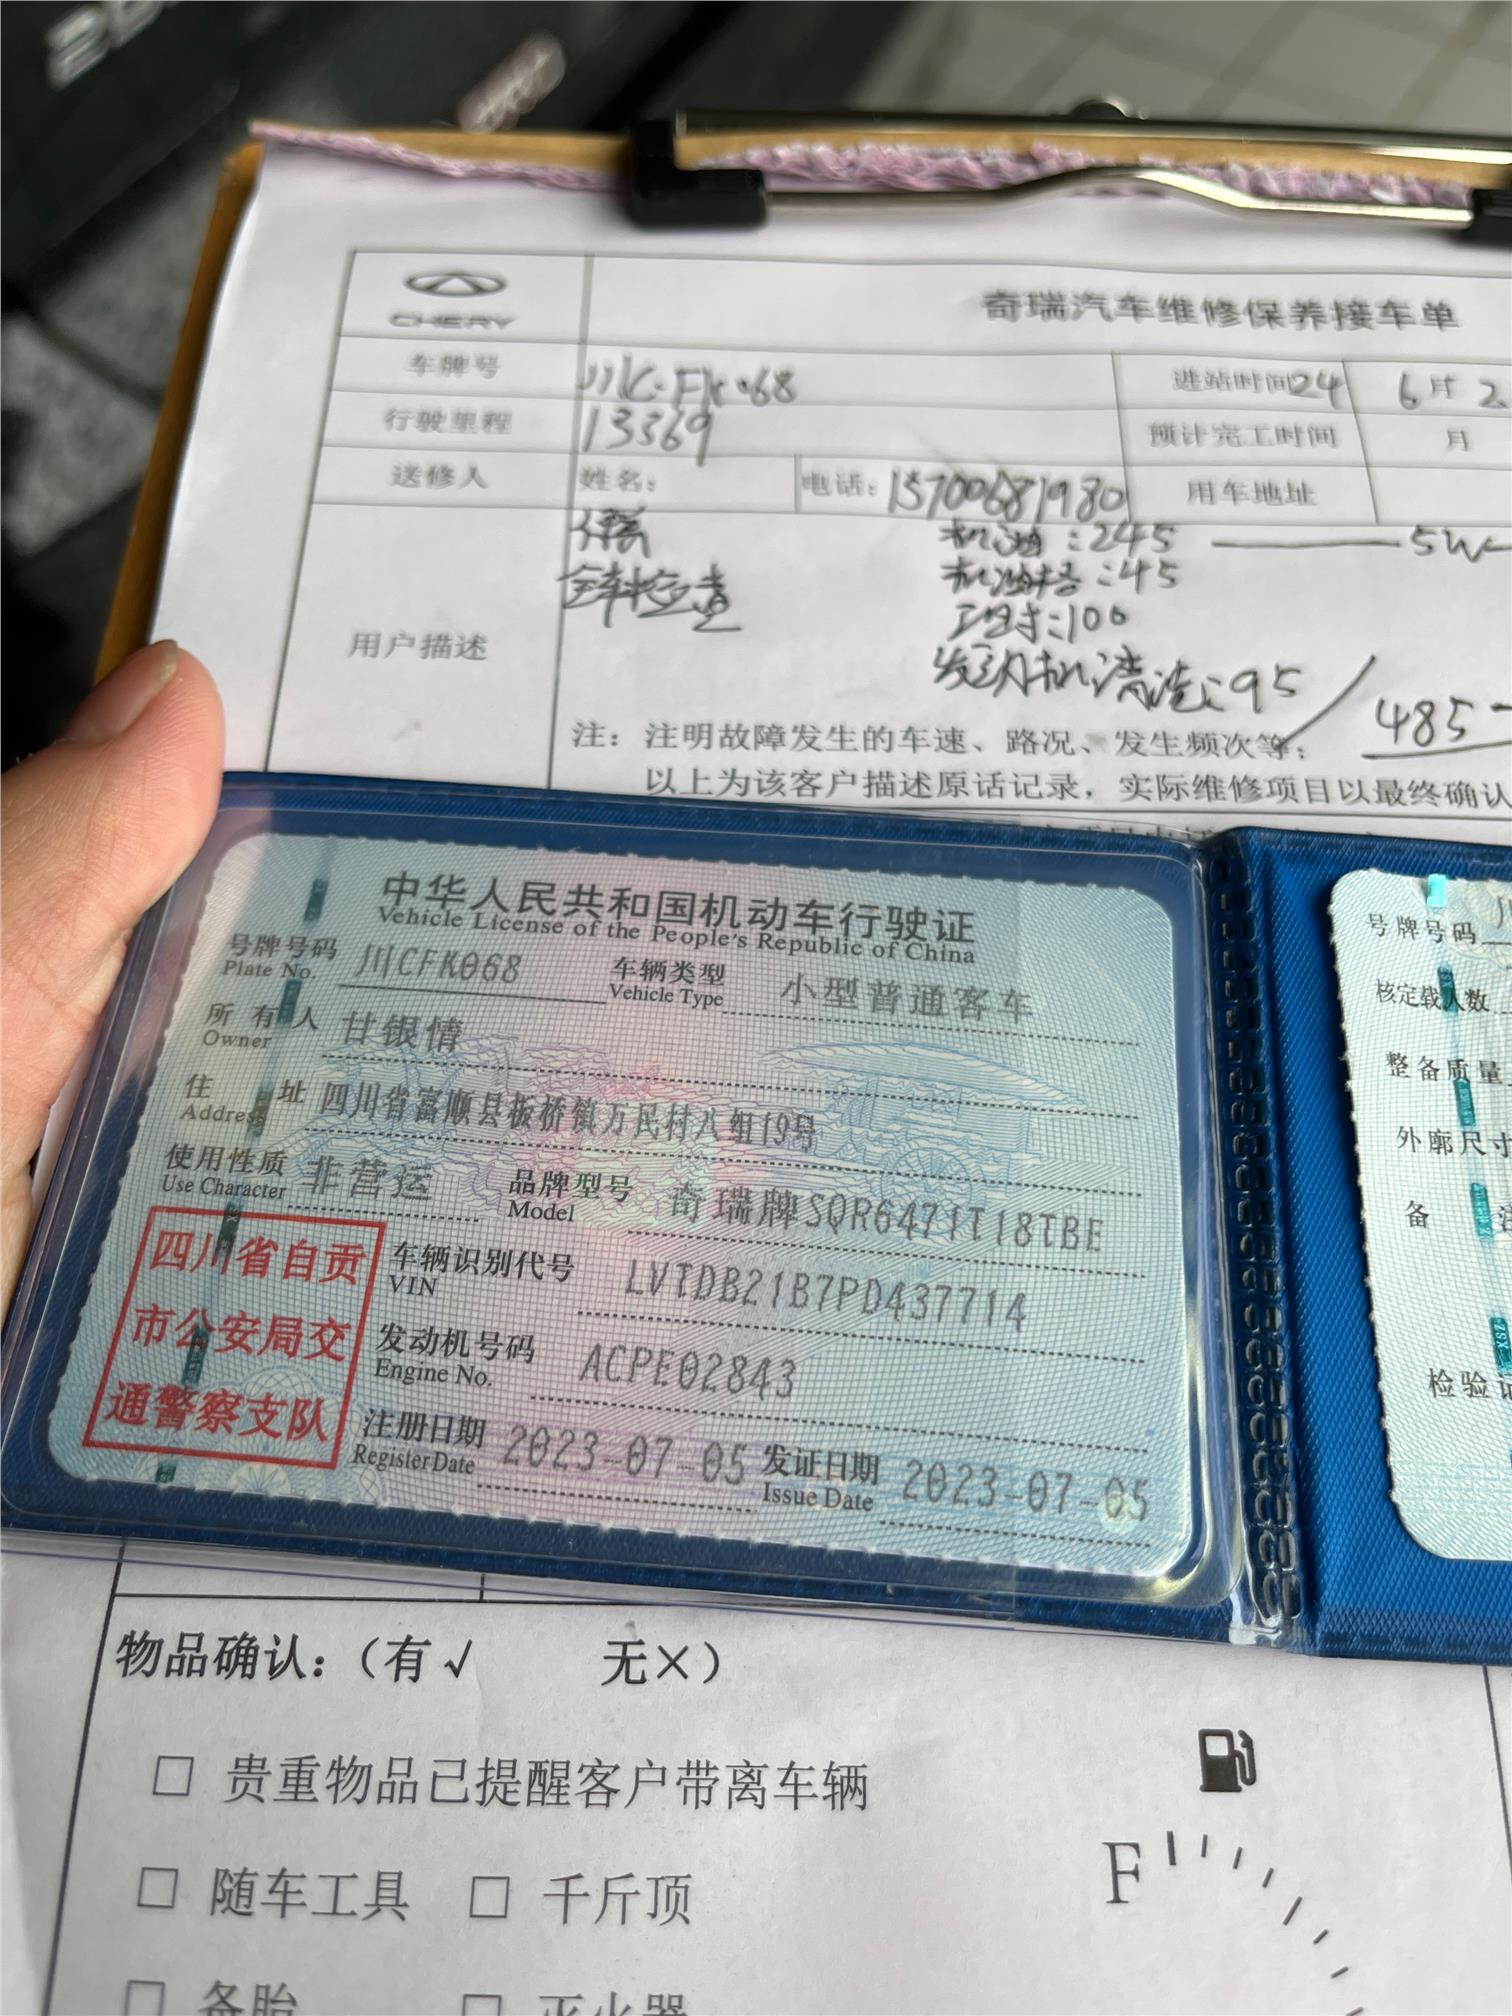 CHERY
奇瑞汽车维修保养接车单
车牌号 川C·FK068 进站时间 24 6月2
行驶里程 13369 预计完工时间 月
送修人 姓名: 电话: 15700681980 用车地址
用户描述
保养 机油:245 5W-
全车检查 机油格:45
工时:100
发动机清洗:95 485
注: 注明故障发生的车速、路况、发生频次等;
以上为该客户描述原话记录, 实际维修项目以最终确认
中华人民共和国机动车行驶证
Vehicle License of the People's Republic of China
号牌号码 川CFK068 车辆类型 小型普通客车
Plate No. Vehicle Type
所有人 甘银情
Owner
住址 四川省富顺县板桥镇万民村八组19号
Address
使用性质 非营运 品牌型号 奇瑞牌SQR6471T18TBE
Use Character Model
四川省自贡
市公安局交
通警察支队
车辆识别代号 LVTDB21B7PD437714
VIN
发动机号码 ACPE02843
Engine No.
注册日期 2023-07-05 发证日期 2023-07-05
Register Date Issue Date
号牌号码 川
核定载人数
整备质量
外廓尺寸
备
检验
物品确认:(有√ 无×)
□ 贵重物品已提醒客户带离车辆
□ 随车工具 □ 千斤顶
□ 备胎 □ 灭火器
F